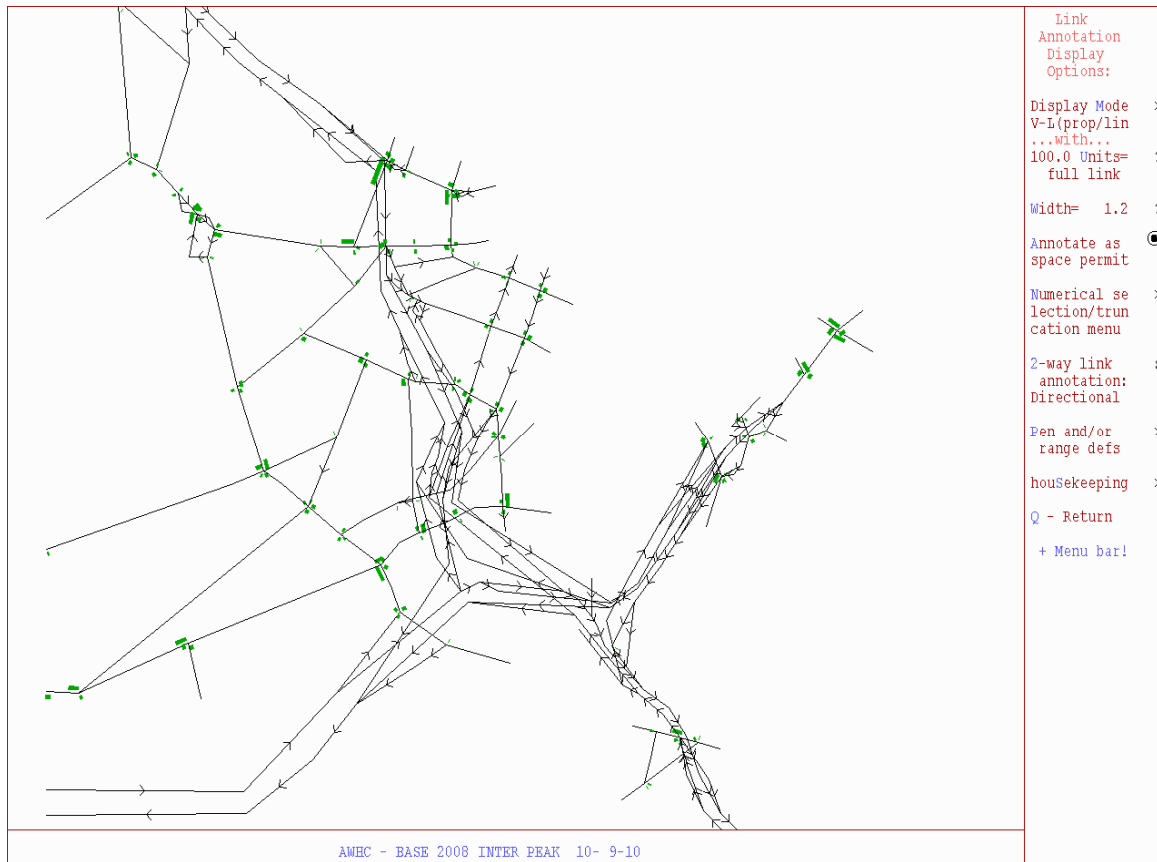 Link
Annotation
Display
Options:
Display Mode
V-L(prop/lin
...with...
100.0 Units=
full link
Width= 1.2
Annotate as
space permit
Numerical se
lection/trun
cation menu
2-way link
annotation:
Directional
Pen and/or
range defs
houSekeeping
Q - Return
+ Menu bar!
AWHC - BASE 2008 INTER PEAK 10- 9-10